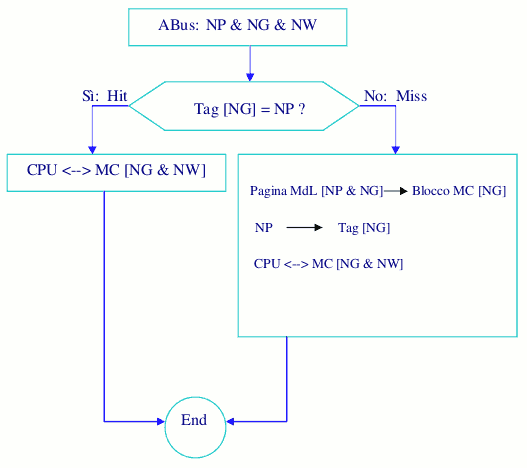 ABus: NP & NG & NW
Tag [NG] = NP ?
Sì: Hit
No: Miss
CPU <--> MC [NG & NW]
Pagina MdL [NP & NG] Blocco MC [NG]
NP Tag [NG]
CPU <--> MC [NG & NW]
End